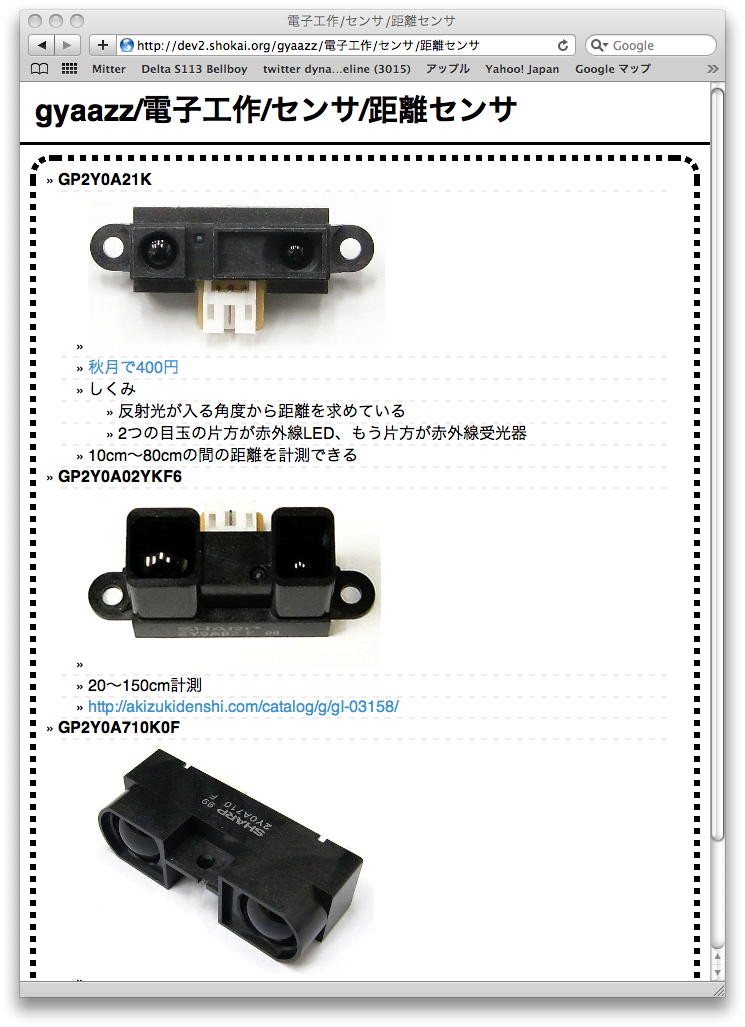 電子工作/センサ/距離センサ
http://dev2.shokai.org/gyaazz/電子工作/センサ/距離センサ
Google
Mitter Delta S113 Bellboy twitter dyna...eline (3015) アップル Yahoo! Japan Google マップ »
gyaazz/電子工作/センサ/距離センサ
» GP2Y0A21K
»
» 秋月で400円
» しくみ
» 反射光が入る角度から距離を求めている
» 2つの目玉の片方が赤外線LED、もう片方が赤外線受光器
» 10cm〜80cmの間の距離を計測できる
» GP2Y0A02YKF6
SHARP
»
» 20〜150cm計測
» http://akizukidenshi.com/catalog/g/gl-03158/
» GP2Y0A710K0F
SHARP
2Y0A710 F 99